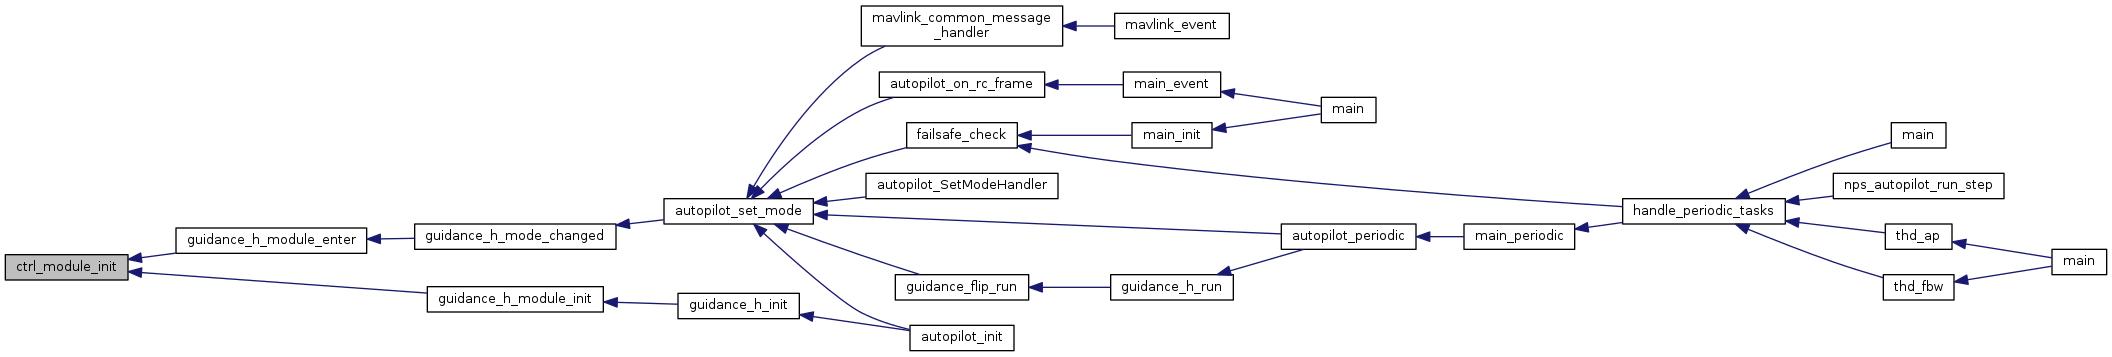 ctrl_module_init
guidance_h_module_enter
guidance_h_mode_changed
autopilot_set_mode
mavlink_common_message
_handler
mavlink_event
autopilot_on_rc_frame
main_event
main
failsafe_check
main_init
autopilot_SetModeHandler
autopilot_periodic
main_periodic
handle_periodic_tasks
main
nps_autopilot_run_step
thd_ap
main
thd_fbw
guidance_flip_run
guidance_h_run
guidance_h_module_init
guidance_h_init
autopilot_init